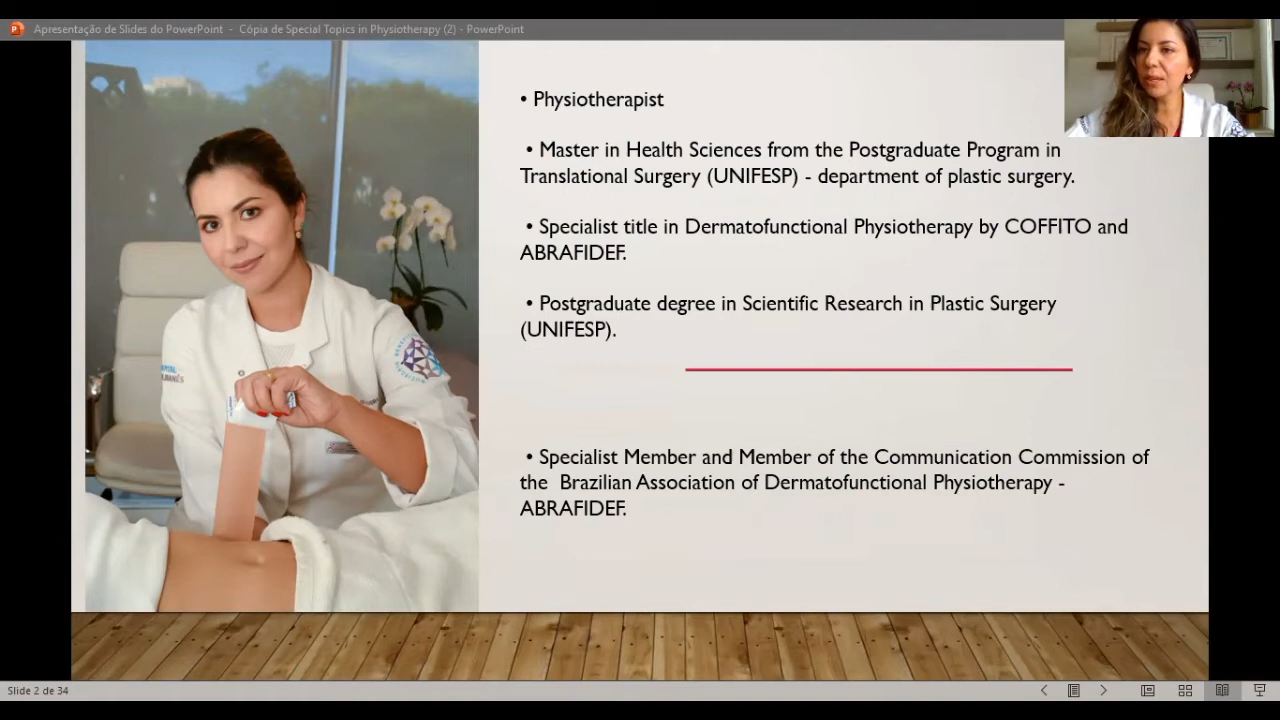 Apresentação de Slides do PowerPoint - Cópia de Special Topics in Physiotherapy (2) - PowerPoint
• Physiotherapist
• Master in Health Sciences from the Postgraduate Program in
Translational Surgery (UNIFESP) - department of plastic surgery.
• Specialist title in Dermatofunctional Physiotherapy by COFFITO and
ABRAFIDEF.
• Postgraduate degree in Scientific Research in Plastic Surgery
(UNIFESP).
• Specialist Member and Member of the Communication Commission of
the Brazilian Association of Dermatofunctional Physiotherapy -
ABRAFIDEF.
Slide 2 de 34